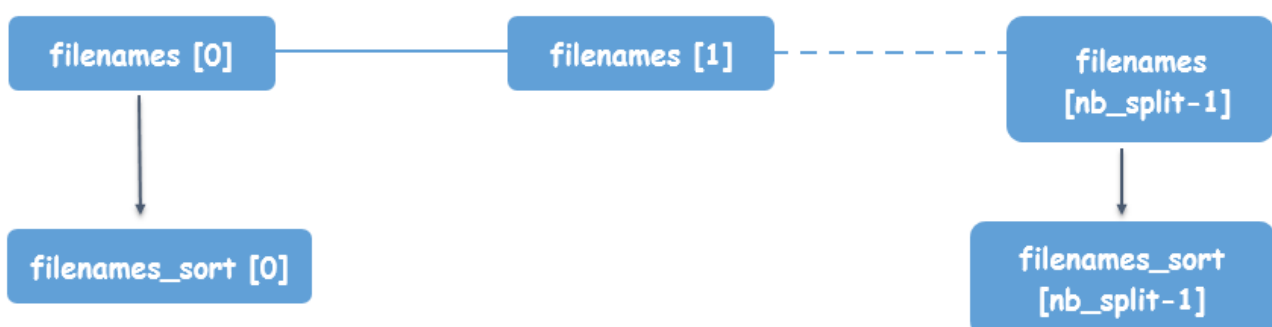 filenames [0]
filenames [1]
filenames
[nb_split-1]
filenames_sort [0]
filenames_sort
[nb_split-1]